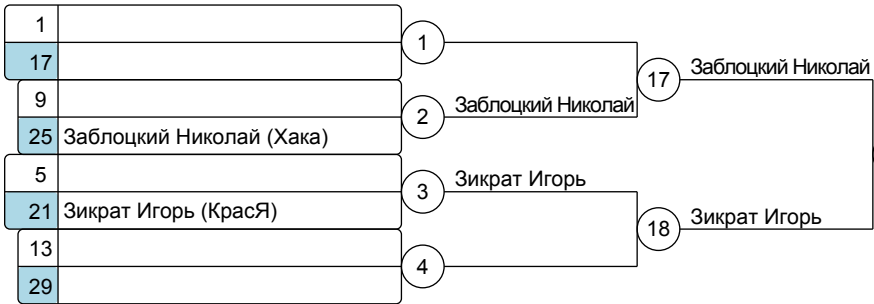 1
17
1
9
25 Заблоцкий Николай (Хака)
2 Заблоцкий Николай
17 Заблоцкий Николай
5
21 Зикрат Игорь (КрасЯ)
3 Зикрат Игорь
13
29
4
18 Зикрат Игорь